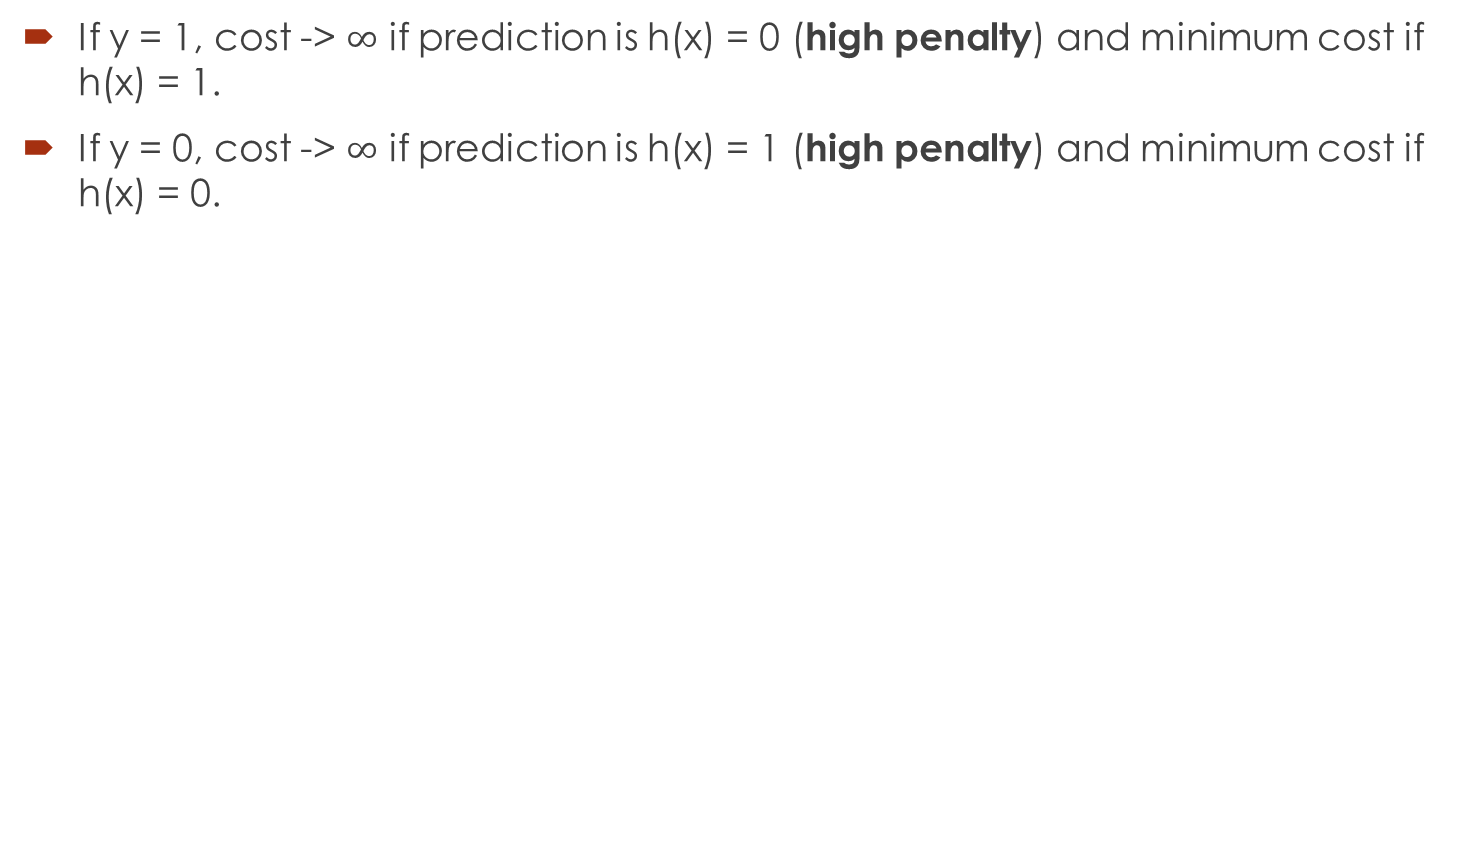 If y = 1, cost -> ∞ if prediction is h(x) = 0 (high penalty) and minimum cost if
h(x) = 1.
If y = 0, cost -> ∞ if prediction is h(x) = 1 (high penalty) and minimum cost if
h(x) = 0.